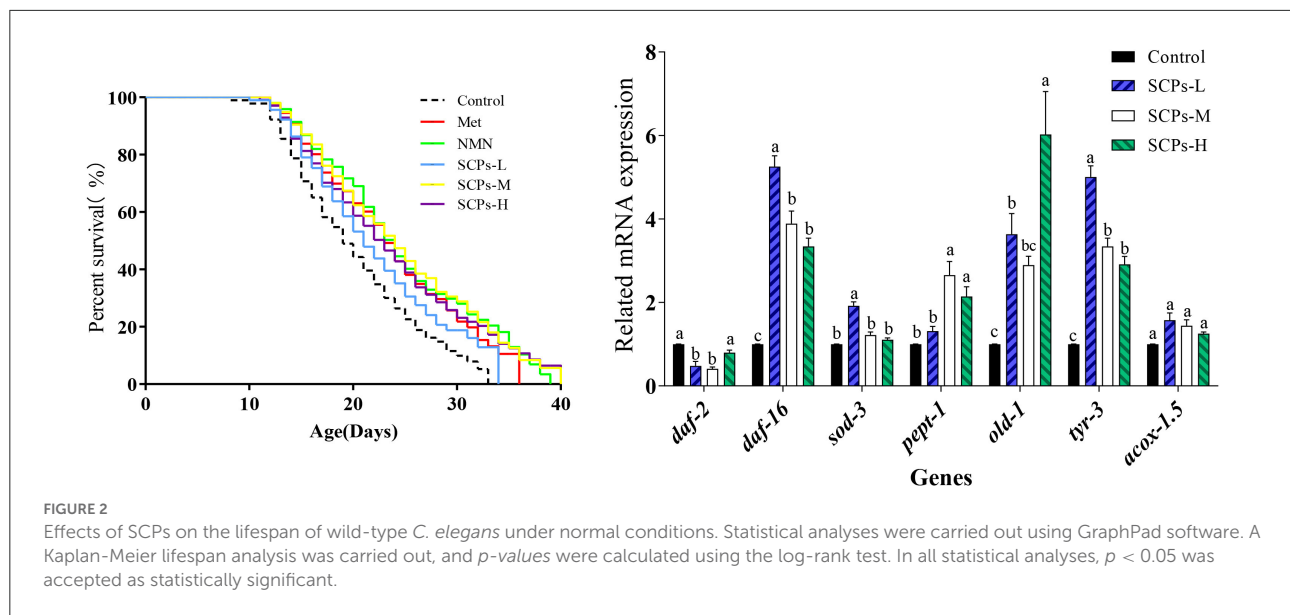 100
80
60
40
20
0
Percent survival( %)
0
10
20
30
40
Age(Days)
Control
Met
NMN
SCPs-L
SCPs-M
SCPs-H
8
6
4
2
0
Related mRNA expression
Control
SCPs-L
SCPs-M
SCPs-H
a b b a
c a b b
b a b b
b b a a
c b bc a
c a b b
a a a a
daf-2
daf-16
sod-3
pept-1
old-1
tyr-3
acox-1.5
Genes
FIGURE 2
Effects of SCPs on the lifespan of wild-type C. elegans under normal conditions. Statistical analyses were carried out using GraphPad software. A
Kaplan-Meier lifespan analysis was carried out, and p-values were calculated using the log-rank test. In all statistical analyses, p < 0.05 was
accepted as statistically significant.